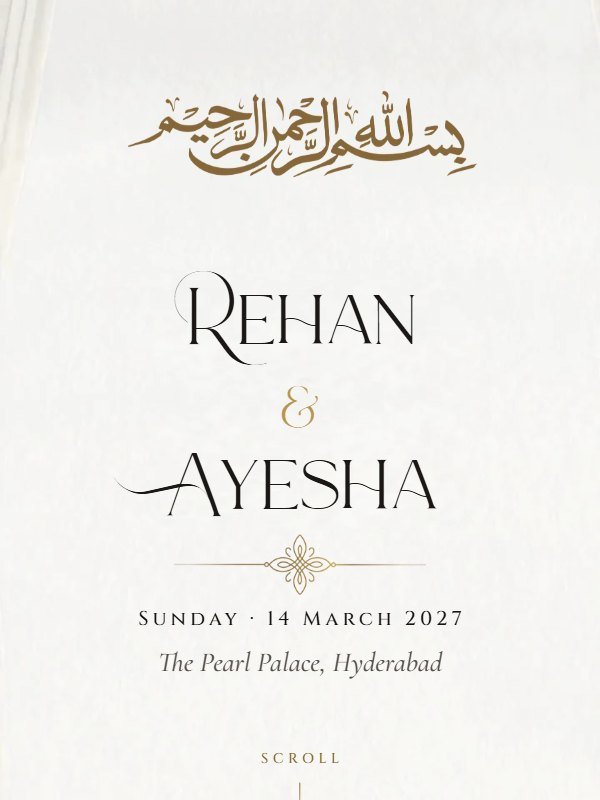 بسم الله الرحمن الرحيم
REHAN
&
AYESHA
SUNDAY · 14 MARCH 2027
The Pearl Palace, Hyderabad
SCROLL